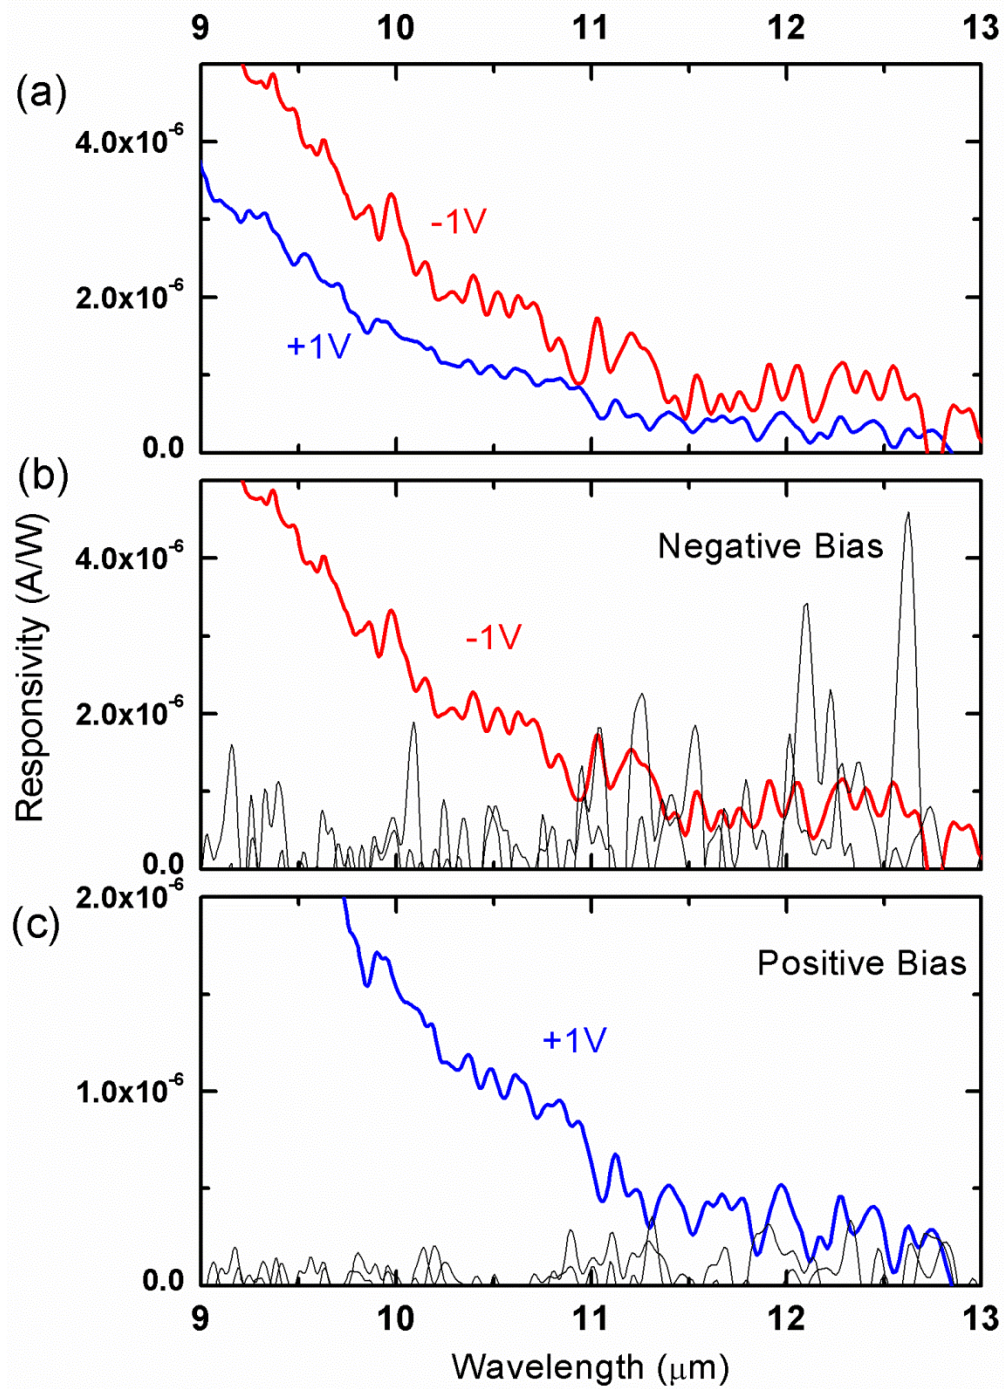 9 10 11 12 13
(a)
4.0x10⁻⁶
-1V
2.0x10⁻⁶
+1V
0.0
(b)
Negative Bias
4.0x10⁻⁶
-1V
2.0x10⁻⁶
0.0
Responsivity (A/W)
(c)
2.0x10⁻⁶
Positive Bias
+1V
1.0x10⁻⁶
0.0
9 10 11 12 13
Wavelength (μm)